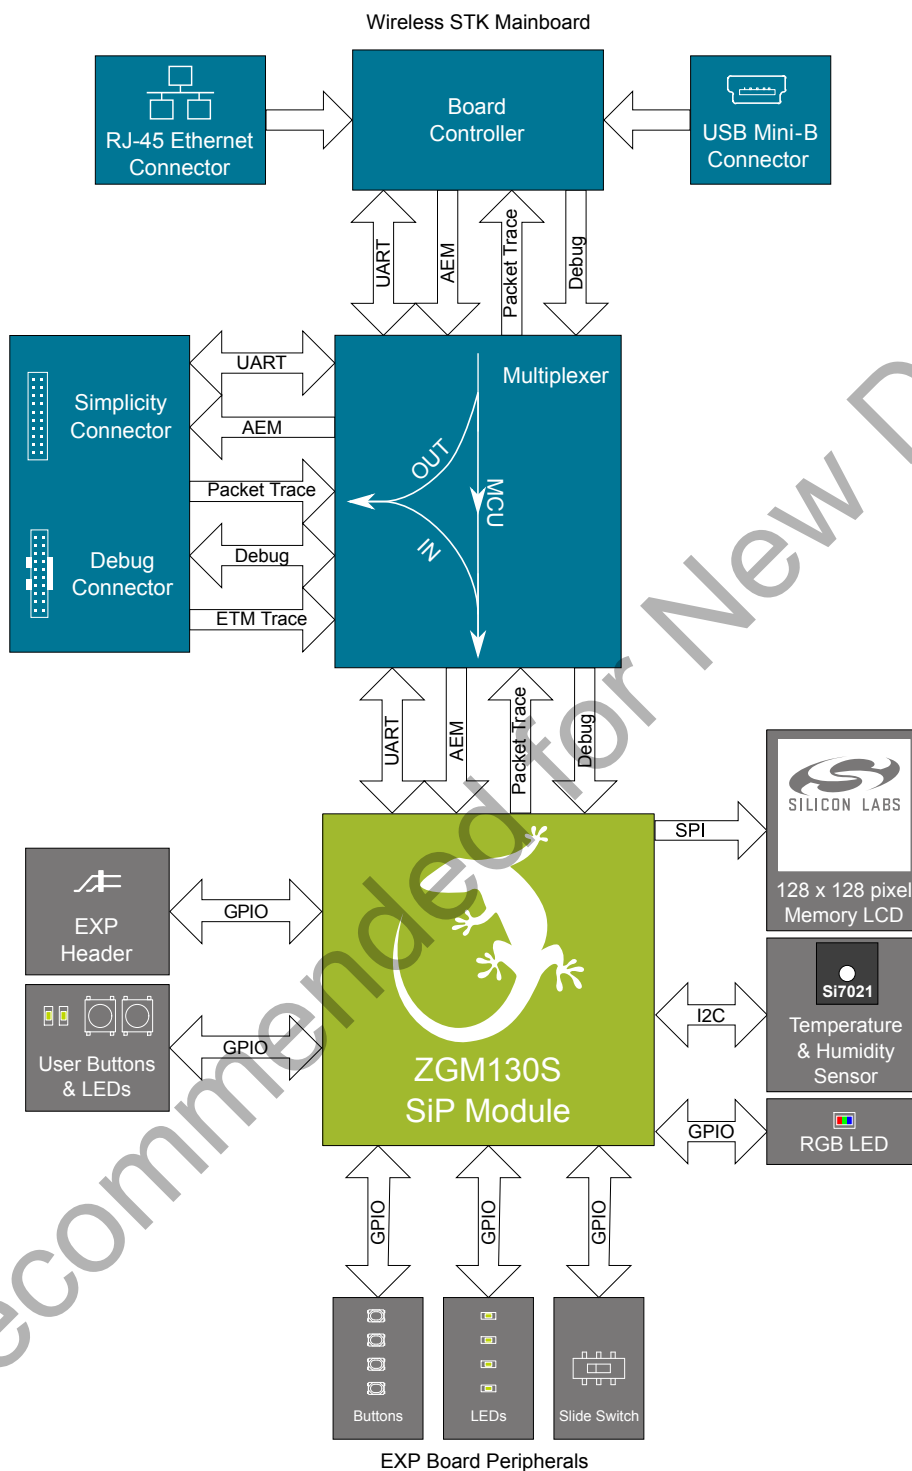 Wireless STK Mainboard
RJ-45 Ethernet
Connector
Board
Controller
USB Mini-B
Connector
UART
AEM
Packet Trace
Debug
Simplicity
Connector
Debug
Connector
UART
AEM
Packet Trace
Debug
ETM Trace
Multiplexer
OUT
MCU
IN
UART
AEM
Packet Trace
Debug
SPI
SILICON LABS
128 x 128 pixel
Memory LCD
EXP
Header
GPIO
User Buttons
& LEDs
GPIO
ZGM130S
SiP Module
I2C
Si7021
Temperature
& Humidity
Sensor
GPIO
RGB LED
GPIO
GPIO
GPIO
Buttons
LEDs
Slide Switch
EXP Board Peripherals
ecommended for New D